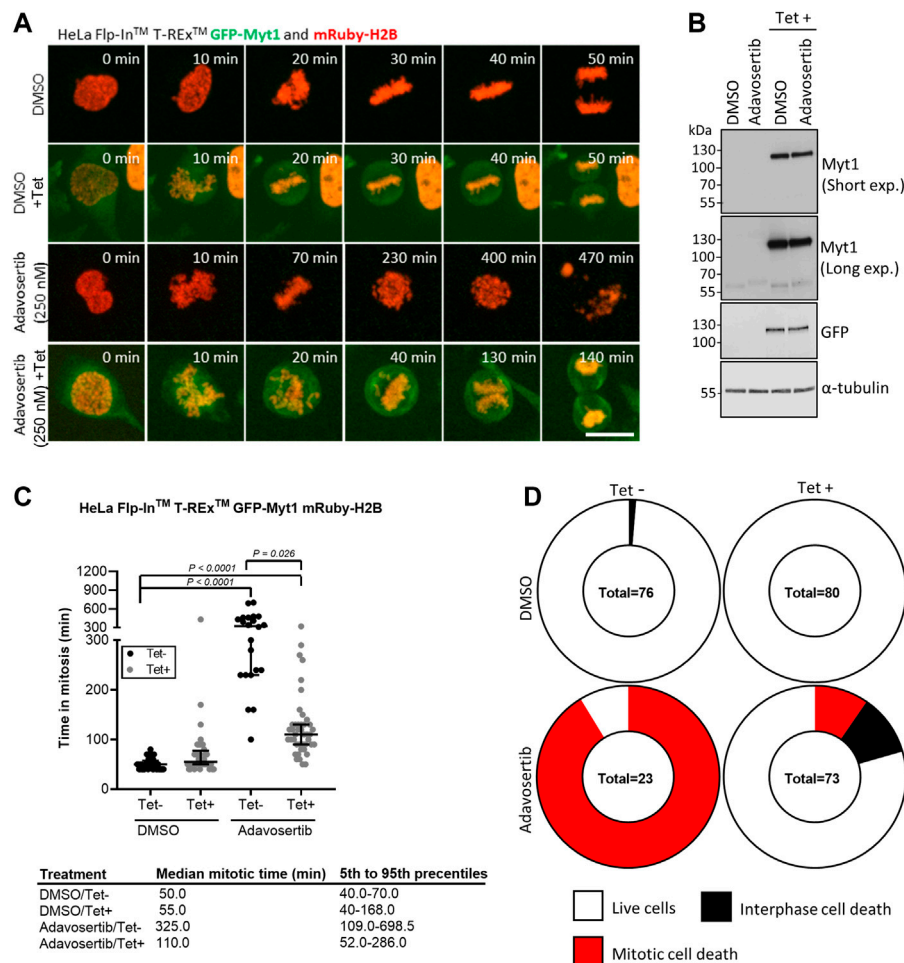 A
HeLa Flp-In™ T-REx™ GFP-Myt1 and mRuby-H2B
DMSO
0 min 10 min 20 min 30 min 40 min 50 min
DMSO
+Tet
0 min 10 min 20 min 30 min 40 min 50 min
Adavosertib
(250 nM)
0 min 10 min 70 min 230 min 400 min 470 min
Adavosertib
(250 nM) +Tet
0 min 10 min 20 min 40 min 130 min 140 min
B
Tet +
DMSO Adavosertib DMSO Adavosertib
kDa
130
100
70
55
Myt1
(Short exp.)
130
100
70
55
Myt1
(Long exp.)
130
100
GFP
55
α-tubulin
C
HeLa Flp-In™ T-REx™ GFP-Myt1 mRuby-H2B
P = 0.026
P < 0.0001
P < 0.0001
Time in mitosis (min)
1200
900
600
300
300
200
100
0
Tet-
Tet+
Tet- Tet+ Tet- Tet+
DMSO Adavosertib
Treatment Median mitotic time (min) 5th to 95th precentiles
DMSO/Tet- 50.0 40.0-70.0
DMSO/Tet+ 55.0 40-168.0
Adavosertib/Tet- 325.0 109.0-698.5
Adavosertib/Tet+ 110.0 52.0-286.0
D
Tet - Tet +
DMSO
Total=76 Total=80
Adavosertib
Total=23 Total=73
Live cells Interphase cell death
Mitotic cell death